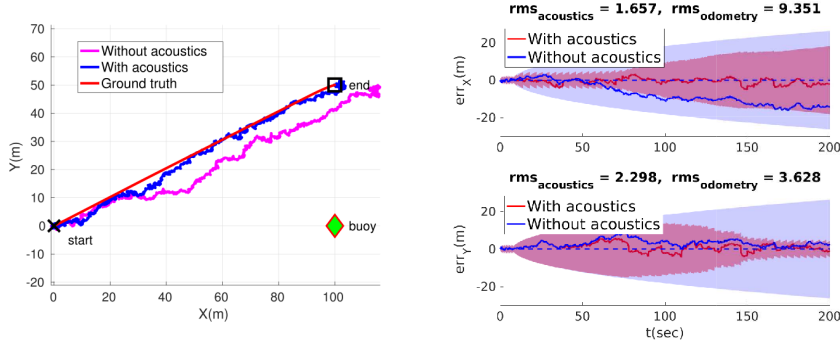 70
60
50
40
30
20
10
0
-10
-20
Y(m)
Without acoustics
With acoustics
Ground truth
end
start
buoy
0 20 40 60 80 100
X(m)
rms_acoustics = 1.657, rms_odometry = 9.351
20
0
-20
err_X(m)
With acoustics
Without acoustics
0 50 100 150 200
rms_acoustics = 2.298, rms_odometry = 3.628
20
0
-20
err_Y(m)
With acoustics
Without acoustics
0 50 100 150 200
t(sec)